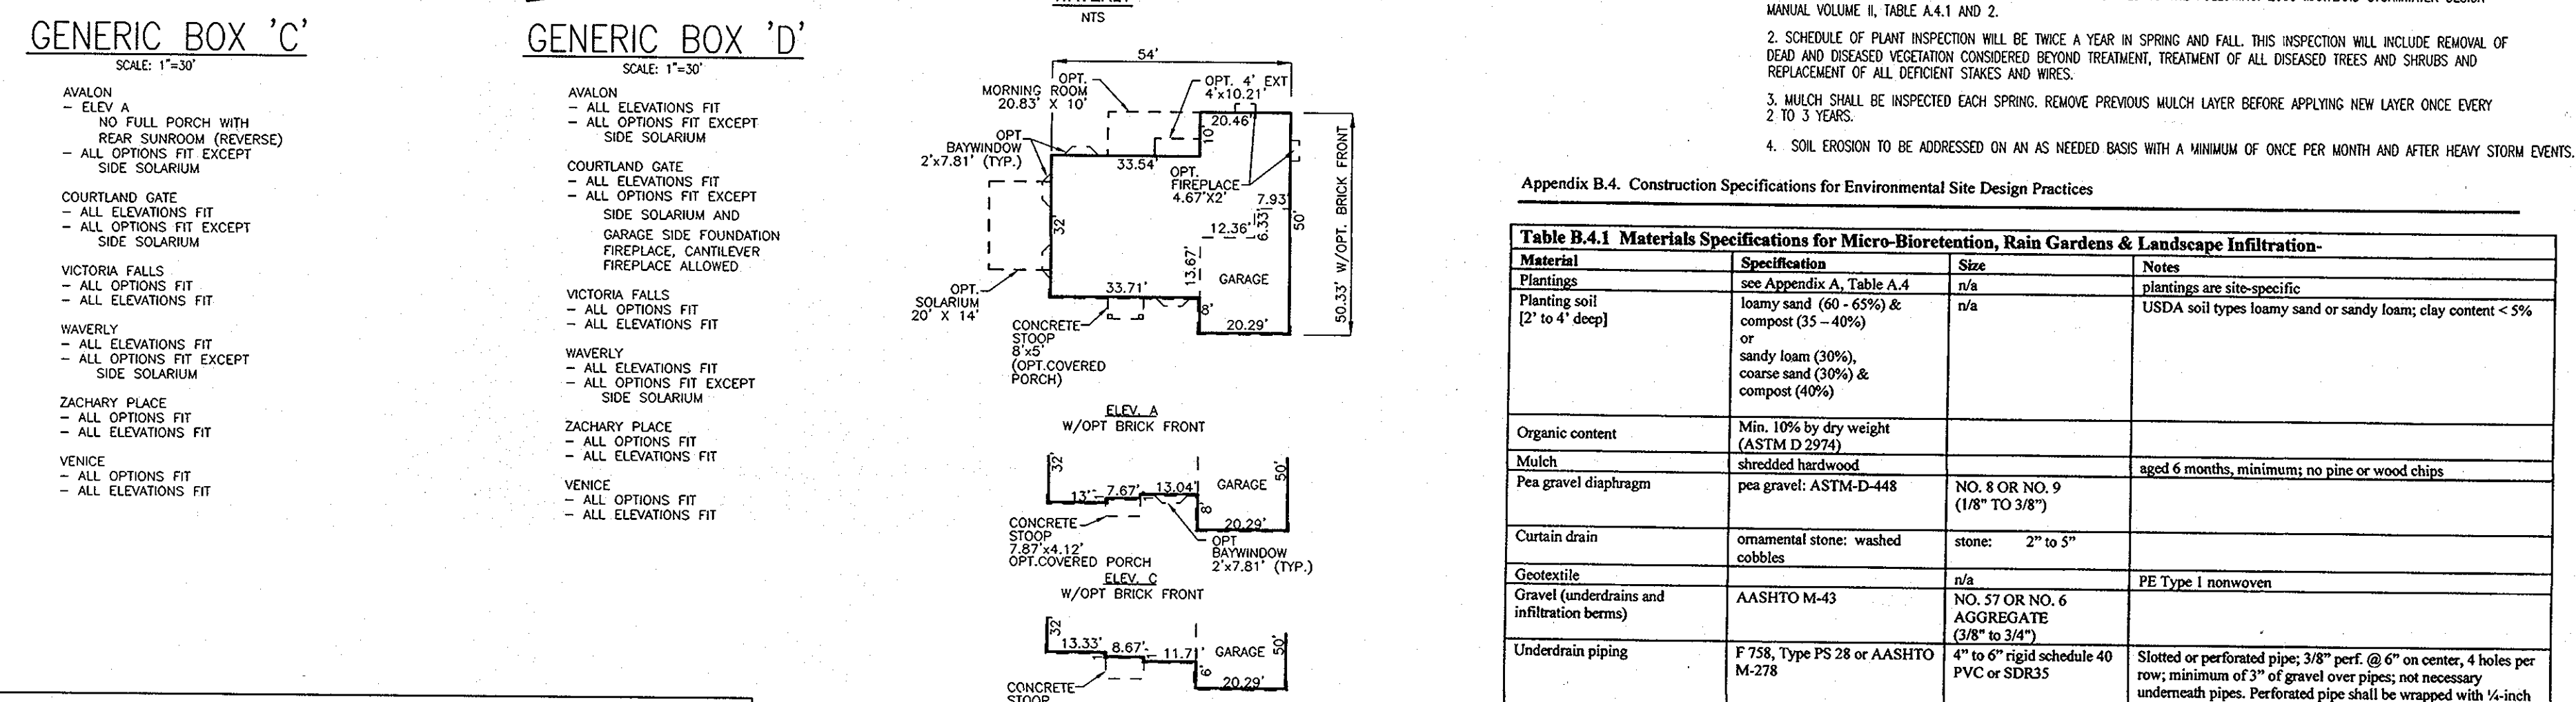 GENERIC BOX 'C'
SCALE: 1"=30'
AVALON
– ELEV A
NO FULL PORCH WITH
REAR SUNROOM (REVERSE)
– ALL OPTIONS FIT EXCEPT
SIDE SOLARIUM
COURTLAND GATE
– ALL ELEVATIONS FIT
– ALL OPTIONS FIT EXCEPT
SIDE SOLARIUM
VICTORIA FALLS
– ALL OPTIONS FIT
– ALL ELEVATIONS FIT
WAVERLY
– ALL ELEVATIONS FIT
– ALL OPTIONS FIT EXCEPT
SIDE SOLARIUM
ZACHARY PLACE
– ALL OPTIONS FIT
– ALL ELEVATIONS FIT
VENICE
– ALL OPTIONS FIT
– ALL ELEVATIONS FIT
GENERIC BOX 'D'
SCALE: 1"=30'
AVALON
– ALL ELEVATIONS FIT
– ALL OPTIONS FIT EXCEPT
SIDE SOLARIUM
COURTLAND GATE
– ALL ELEVATIONS FIT
– ALL OPTIONS FIT EXCEPT
SIDE SOLARIUM AND
GARAGE SIDE FOUNDATION
FIREPLACE, CANTILEVER
FIREPLACE ALLOWED
VICTORIA FALLS
– ALL OPTIONS FIT
– ALL ELEVATIONS FIT
WAVERLY
– ALL ELEVATIONS FIT
– ALL OPTIONS FIT EXCEPT
SIDE SOLARIUM
ZACHARY PLACE
– ALL OPTIONS FIT
– ALL ELEVATIONS FIT
VENICE
– ALL OPTIONS FIT
– ALL ELEVATIONS FIT
NTS
54'
OPT.
MORNING ROOM
20.83' X 10'
OPT. 4' EXT
4'x10.21'
20.46'
10'
OPT
BAYWINDOW
2'x7.81' (TYP.)
33.54'
OPT.
FIREPLACE
4.67'X2'
7.93'
12.36'
6.33'
32'
50'
50.33' W/OPT. BRICK FRONT
13.67'
GARAGE
33.71'
8'
20.29'
OPT.
SOLARIUM
20' X 14'
CONCRETE
STOOP
8'x5'
(OPT.COVERED
PORCH)
ELEV. A
W/OPT BRICK FRONT
32'
13'
7.67'
13.04'
GARAGE
50'
8'
20.29'
CONCRETE
STOOP
7.87'x4.12'
OPT.COVERED PORCH
OPT
BAYWINDOW
2'x7.81' (TYP.)
ELEV. C
W/OPT BRICK FRONT
32'
13.33'
8.67'
11.71'
GARAGE
50'
6'
20.29'
CONCRETE
STOOP
MANUAL VOLUME II, TABLE A.4.1 AND 2.
2. SCHEDULE OF PLANT INSPECTION WILL BE TWICE A YEAR IN SPRING AND FALL. THIS INSPECTION WILL INCLUDE REMOVAL OF
DEAD AND DISEASED VEGETATION CONSIDERED BEYOND TREATMENT, TREATMENT OF ALL DISEASED TREES AND SHRUBS AND
REPLACEMENT OF ALL DEFICIENT STAKES AND WIRES.
3. MULCH SHALL BE INSPECTED EACH SPRING. REMOVE PREVIOUS MULCH LAYER BEFORE APPLYING NEW LAYER ONCE EVERY
2 TO 3 YEARS.
4. SOIL EROSION TO BE ADDRESSED ON AN AS NEEDED BASIS WITH A MINIMUM OF ONCE PER MONTH AND AFTER HEAVY STORM EVENTS.
Appendix B.4. Construction Specifications for Environmental Site Design Practices
Table B.4.1 Materials Specifications for Micro-Bioretention, Rain Gardens & Landscape Infiltration-
Material Specification Size Notes
Plantings see Appendix A, Table A.4 n/a plantings are site-specific
Planting soil loamy sand (60 - 65%) & n/a USDA soil types loamy sand or sandy loam; clay content < 5%
[2' to 4' deep] compost (35 – 40%)
or
sandy loam (30%),
coarse sand (30%) &
compost (40%)
Organic content Min. 10% by dry weight
(ASTM D 2974)
Mulch shredded hardwood aged 6 months, minimum; no pine or wood chips
Pea gravel diaphragm pea gravel: ASTM-D-448 NO. 8 OR NO. 9
(1/8" TO 3/8")
Curtain drain ornamental stone: washed stone: 2" to 5"
cobbles
Geotextile n/a PE Type 1 nonwoven
Gravel (underdrains and AASHTO M-43 NO. 57 OR NO. 6
infiltration berms) AGGREGATE
(3/8" to 3/4")
Underdrain piping F 758, Type PS 28 or AASHTO 4" to 6" rigid schedule 40 Slotted or perforated pipe; 3/8" perf. @ 6" on center, 4 holes per
M-278 PVC or SDR35 row; minimum of 3" of gravel over pipes; not necessary
underneath pipes. Perforated pipe shall be wrapped with ¼-inch